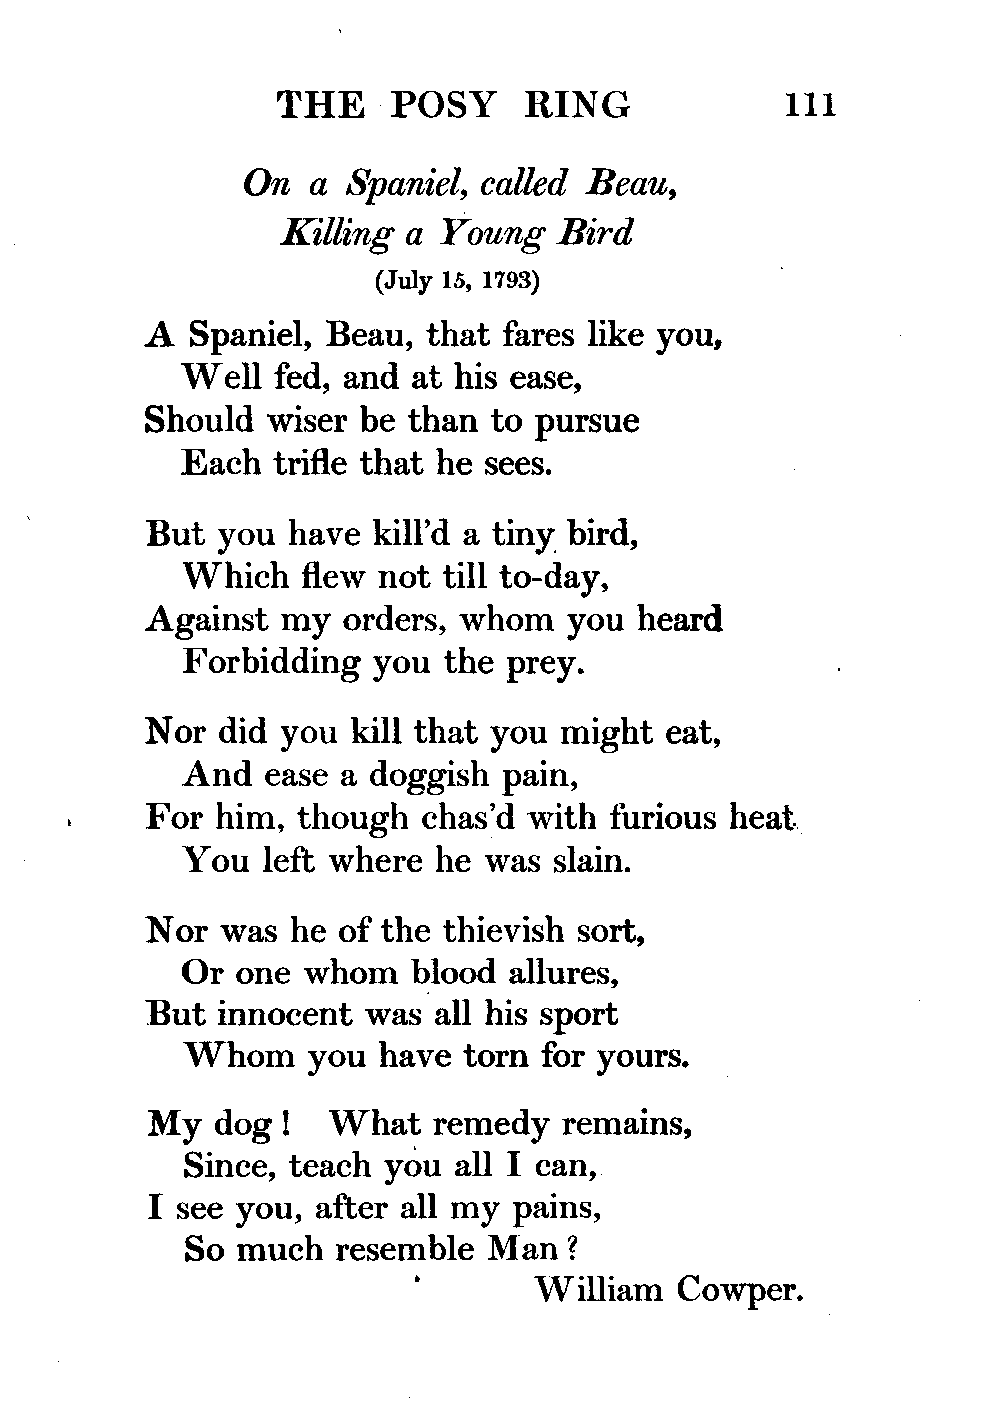 THE POSY RING 111
On a Spaniel, called Beau,
Killing a Young Bird
(July 15, 1793)
A Spaniel, Beau, that fares like you,
Well fed, and at his ease,
Should wiser be than to pursue
Each trifle that he sees.
But you have kill'd a tiny bird,
Which flew not till to-day,
Against my orders, whom you heard
Forbidding you the prey.
Nor did you kill that you might eat,
And ease a doggish pain,
For him, though chas'd with furious heat
You left where he was slain.
Nor was he of the thievish sort,
Or one whom blood allures,
But innocent was all his sport
Whom you have torn for yours.
My dog! What remedy remains,
Since, teach you all I can,
I see you, after all my pains,
So much resemble Man?
William Cowper.